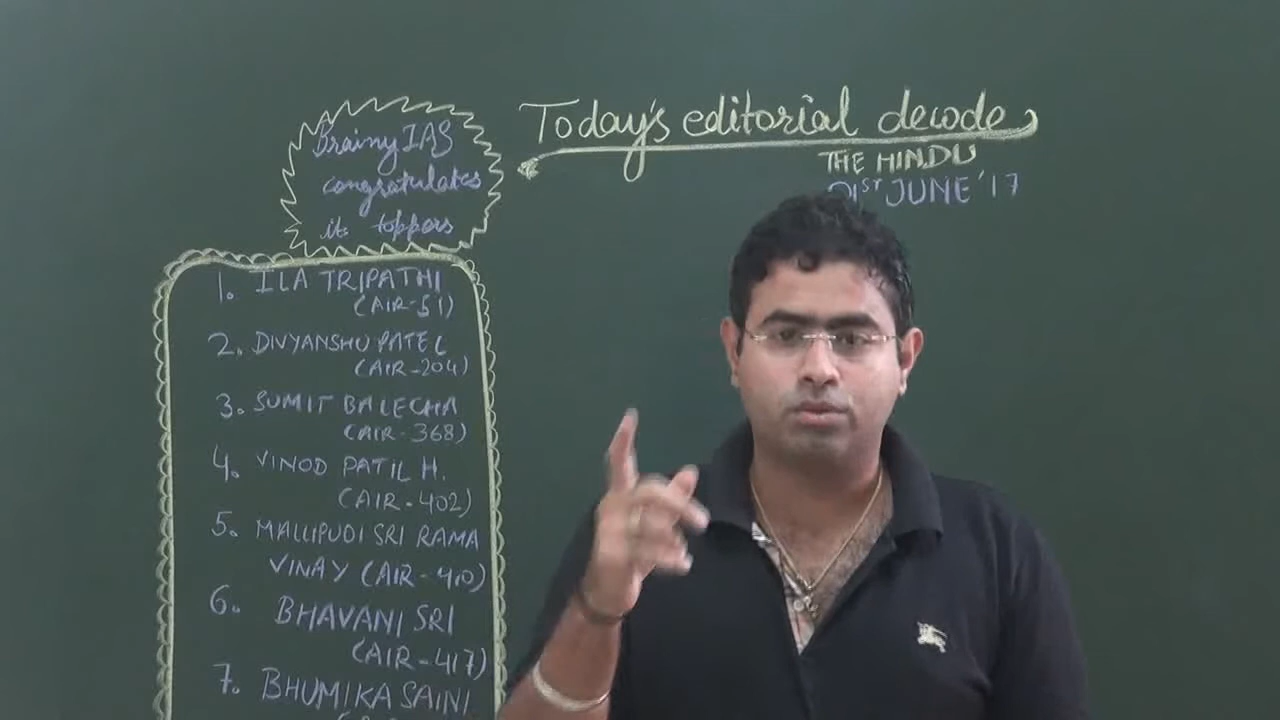 Brainy IAS
congratulates
its toppers
Today's editorial decode
THE HINDU
01ST JUNE '17
1. ILA TRIPATHI
(AIR-51)
2. DIVYANSHU PATEL
(AIR-204)
3. SUMIT BALECHA
(AIR-368)
4. VINOD PATIL H.
(AIR-402)
5. MALLIPUDI SRI RAMA
VINAY (AIR-410)
6. BHAVANI SRI
(AIR-417)
7. BHUMIKA SAINI